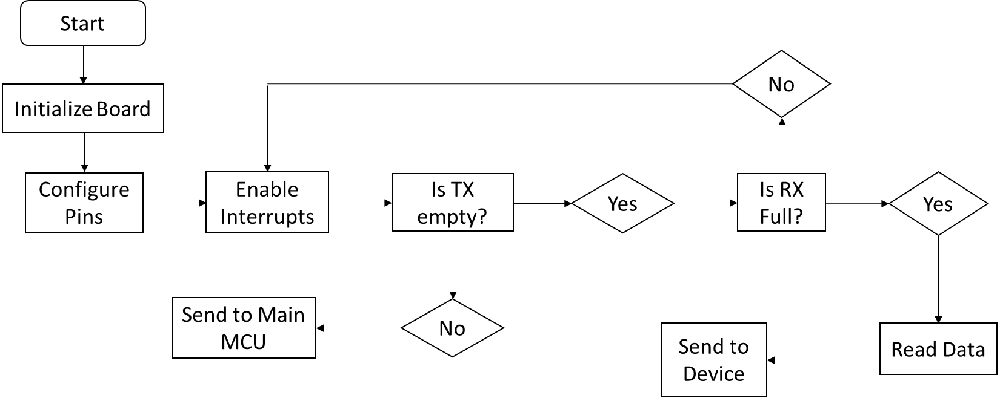 Start
Initialize Board
Configure
Pins
Enable
Interrupts
Is TX
empty?
Yes
Is RX
Full?
No
Yes
No
Send to Main
MCU
Read Data
Send to
Device